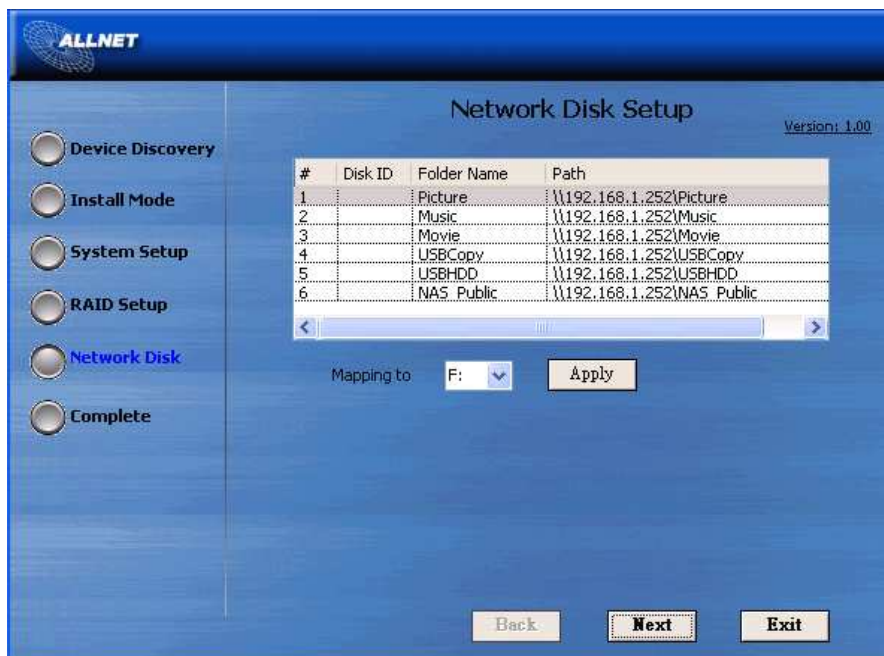 ALLNET
Network Disk Setup
Version: 1.00
Device Discovery
Install Mode
System Setup
RAID Setup
Network Disk
Complete
# Disk ID Folder Name Path
1 Picture \\192.168.1.252\Picture
2 Music \\192.168.1.252\Music
3 Movie \\192.168.1.252\Movie
4 USBCopy \\192.168.1.252\USBCopy
5 USBHDD \\192.168.1.252\USBHDD
6 NAS_Public \\192.168.1.252\NAS_Public
Mapping to F: Apply
Back Next Exit